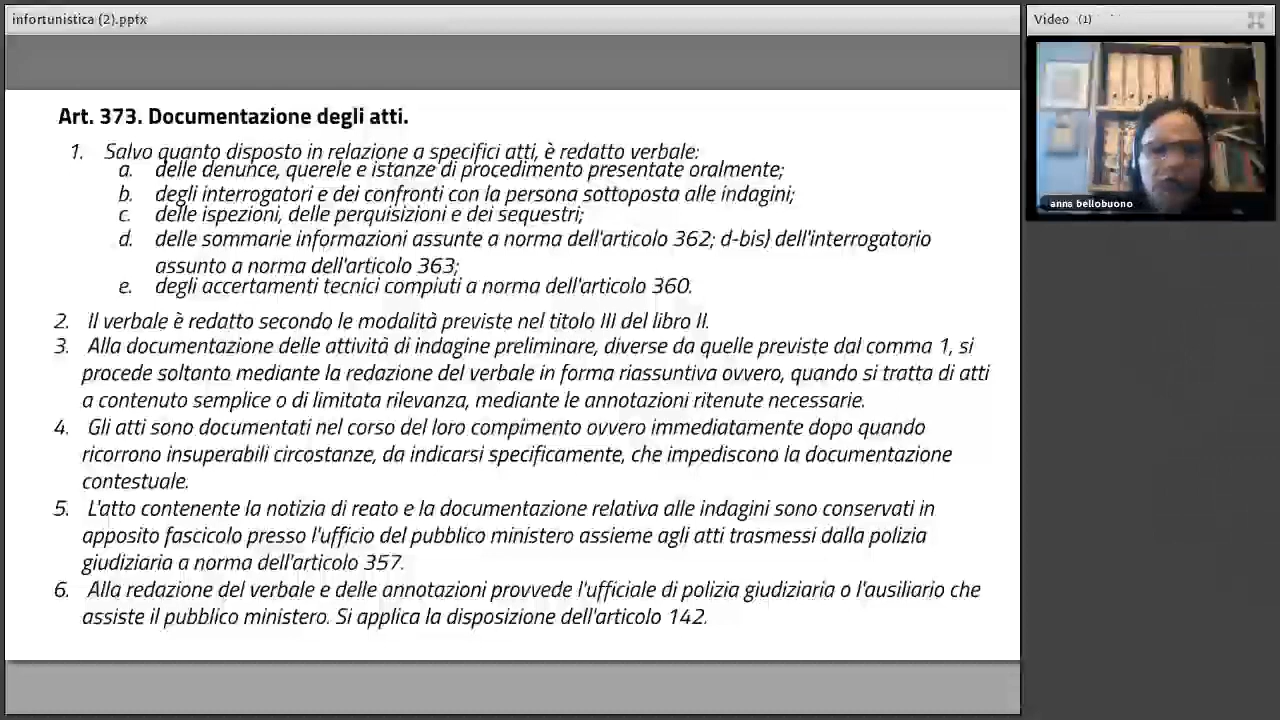 infortunistica (2).pptx
Video (1)
anna bellobuono
Art. 373. Documentazione degli atti.
1. Salvo quanto disposto in relazione a specifici atti, è redatto verbale:
a. delle denunce, querele e istanze di procedimento presentate oralmente;
b. degli interrogatori e dei confronti con la persona sottoposta alle indagini;
c. delle ispezioni, delle perquisizioni e dei sequestri;
d. delle sommarie informazioni assunte a norma dell'articolo 362; d-bis) dell'interrogatorio
assunto a norma dell'articolo 363;
e. degli accertamenti tecnici compiuti a norma dell'articolo 360.
2. Il verbale è redatto secondo le modalità previste nel titolo III del libro II.
3. Alla documentazione delle attività di indagine preliminare, diverse da quelle previste dal comma 1, si
procede soltanto mediante la redazione del verbale in forma riassuntiva ovvero, quando si tratta di atti
a contenuto semplice o di limitata rilevanza, mediante le annotazioni ritenute necessarie.
4. Gli atti sono documentati nel corso del loro compimento ovvero immediatamente dopo quando
ricorrono insuperabili circostanze, da indicarsi specificamente, che impediscono la documentazione
contestuale.
5. L'atto contenente la notizia di reato e la documentazione relativa alle indagini sono conservati in
apposito fascicolo presso l'ufficio del pubblico ministero assieme agli atti trasmessi dalla polizia
giudiziaria a norma dell'articolo 357.
6. Alla redazione del verbale e delle annotazioni provvede l'ufficiale di polizia giudiziaria o l'ausiliario che
assiste il pubblico ministero. Si applica la disposizione dell'articolo 142.